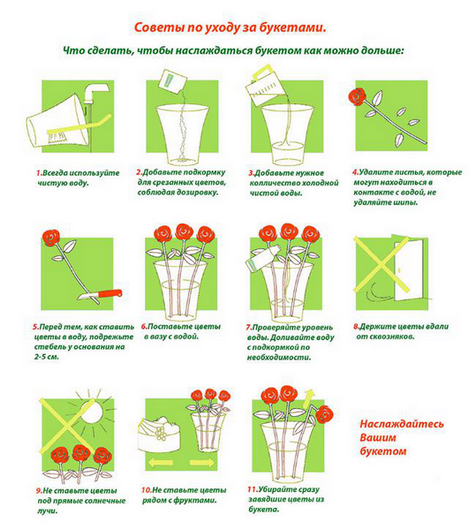 Советы по уходу за букетами.
Что сделать, чтобы наслаждаться букетом как можно дольше:
1.Всегда используйте
чистую воду.
2.Добавьте подкормку
для срезанных цветов,
соблюдая дозировку.
3.Добавьте нужное
колличество холодной
чистой воды.
4.Удалите листья, которые
могут находиться в
контакте с водой, не
удаляйте шипы.
5.Перед тем, как ставить
цветы в воду, подрежьте
стебель у основания на
2-5 см.
6.Поставьте цветы
в вазу с водой.
7.Проверяйте уровень
воды. Доливайте воду
с подкормкой по
необходимости.
8.Держите цветы вдали
от сквозняков.
9.Не ставьте цветы
под прямые солнечные
лучи.
10.Не ставьте цветы
рядом с фруктами.
11.Убирайте сразу
завядшие цветы из
букета.
Наслаждайтесь
Вашим
букетом